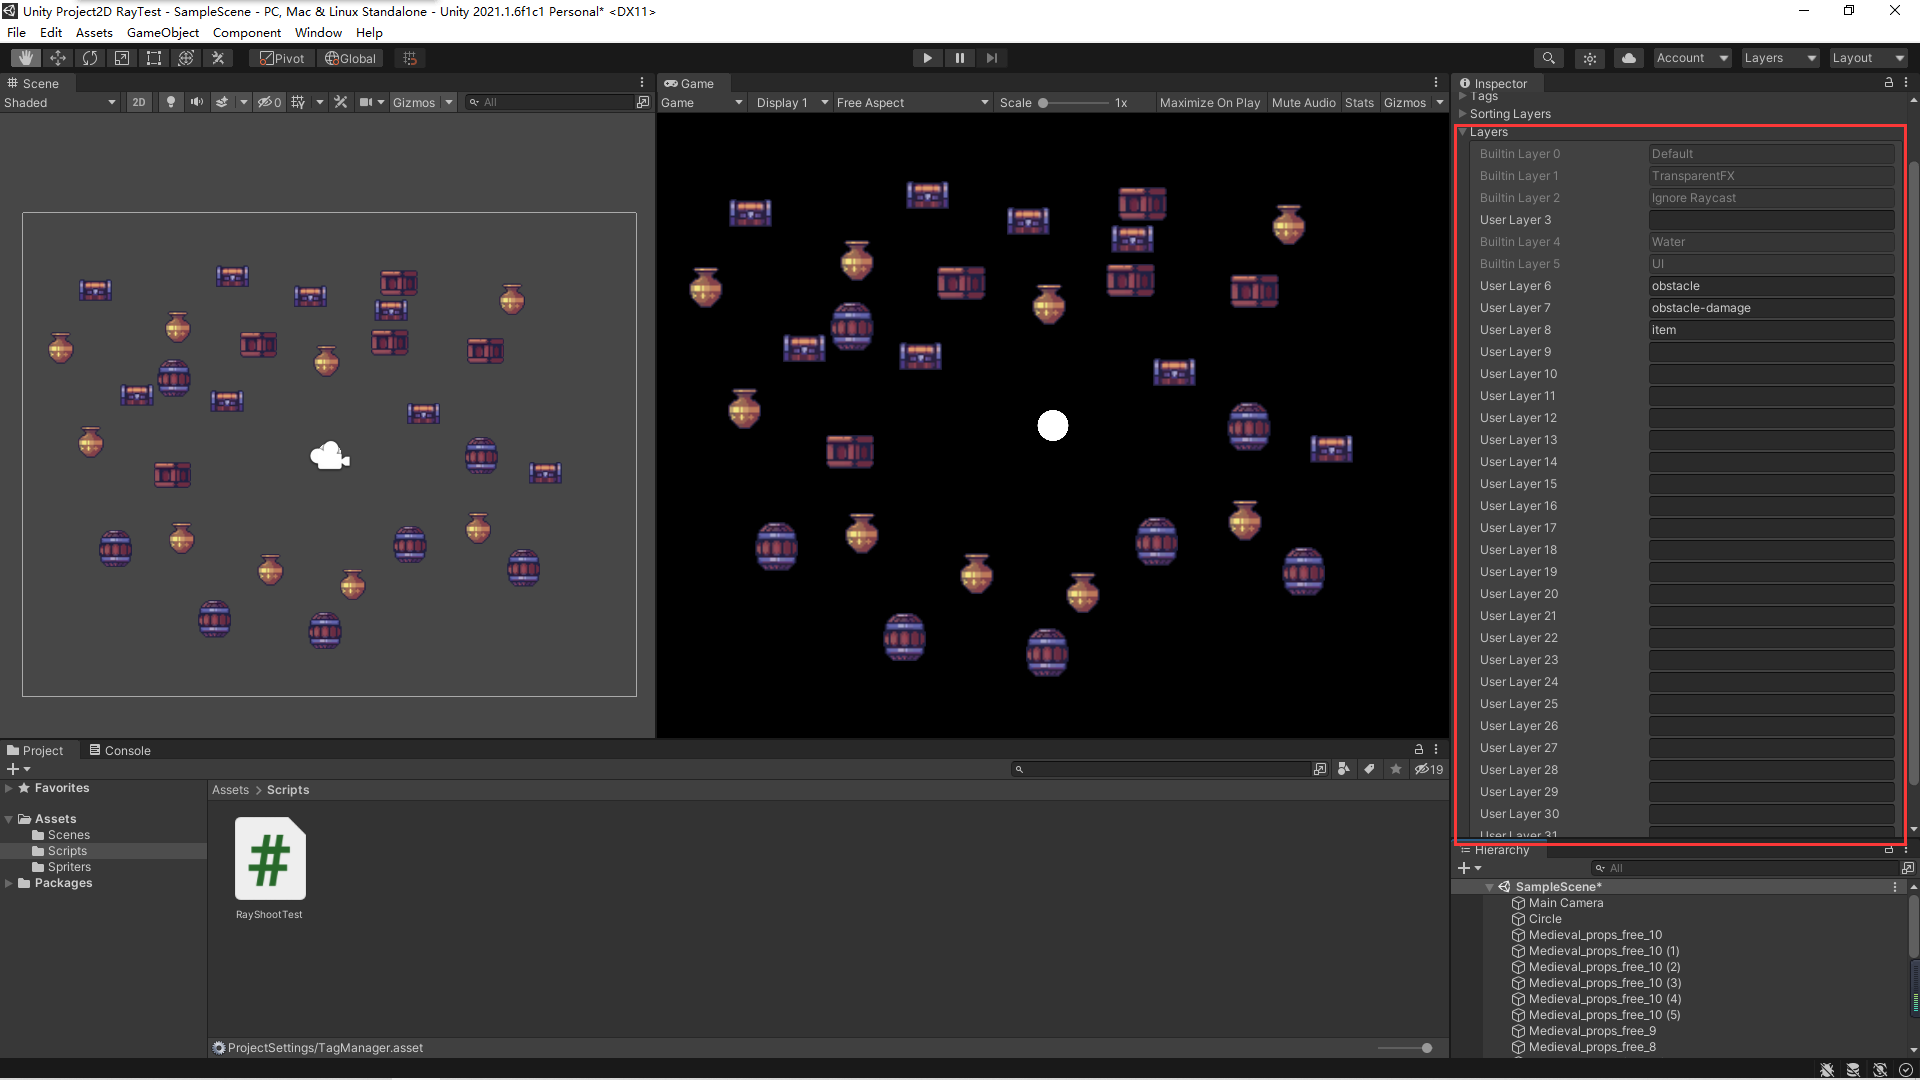 Unity Project2D RayTest - SampleScene - PC, Mac & Linux Standalone - Unity 2021.1.6f1c1 Personal* <DX11>
File Edit Assets GameObject Component Window Help
Pivot Global Account Layers Layout
Scene
Shaded 2D 0 Gizmos All
Game
Game Display 1 Free Aspect Scale 1x Maximize On Play Mute Audio Stats Gizmos
Inspector
Tags
Sorting Layers
Layers
Builtin Layer 0 Default
Builtin Layer 1 TransparentFX
Builtin Layer 2 Ignore Raycast
User Layer 3
Builtin Layer 4 Water
Builtin Layer 5 UI
User Layer 6 obstacle
User Layer 7 obstacle-damage
User Layer 8 item
User Layer 9
User Layer 10
User Layer 11
User Layer 12
User Layer 13
User Layer 14
User Layer 15
User Layer 16
User Layer 17
User Layer 18
User Layer 19
User Layer 20
User Layer 21
User Layer 22
User Layer 23
User Layer 24
User Layer 25
User Layer 26
User Layer 27
User Layer 28
User Layer 29
User Layer 30
User Layer 31
Project Console
19
Favorites
Assets
Scenes
Scripts
Spriters
Packages
Assets > Scripts
#
RayShootTest
ProjectSettings/TagManager.asset
Hierarchy
All
SampleScene*
Main Camera
Circle
Medieval_props_free_10
Medieval_props_free_10 (1)
Medieval_props_free_10 (2)
Medieval_props_free_10 (3)
Medieval_props_free_10 (4)
Medieval_props_free_10 (5)
Medieval_props_free_9
Medieval_props_free_8